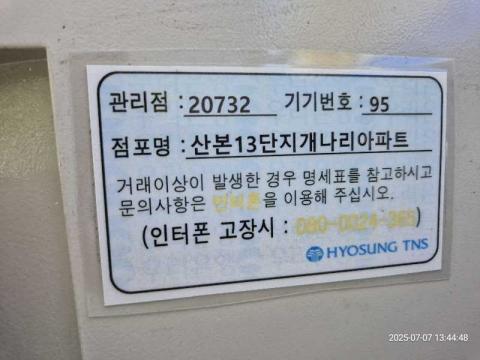 관리점 : 20732 기기번호 : 95
점포명 : 산본13단지개나리아파트
거래이상이 발생한 경우 명세표를 참고하시고
문의사항은 인터폰을 이용해 주십시오.
(인터폰 고장시 : 080-0024-365)
HYOSUNG TNS
2025-07-07 13:44:48